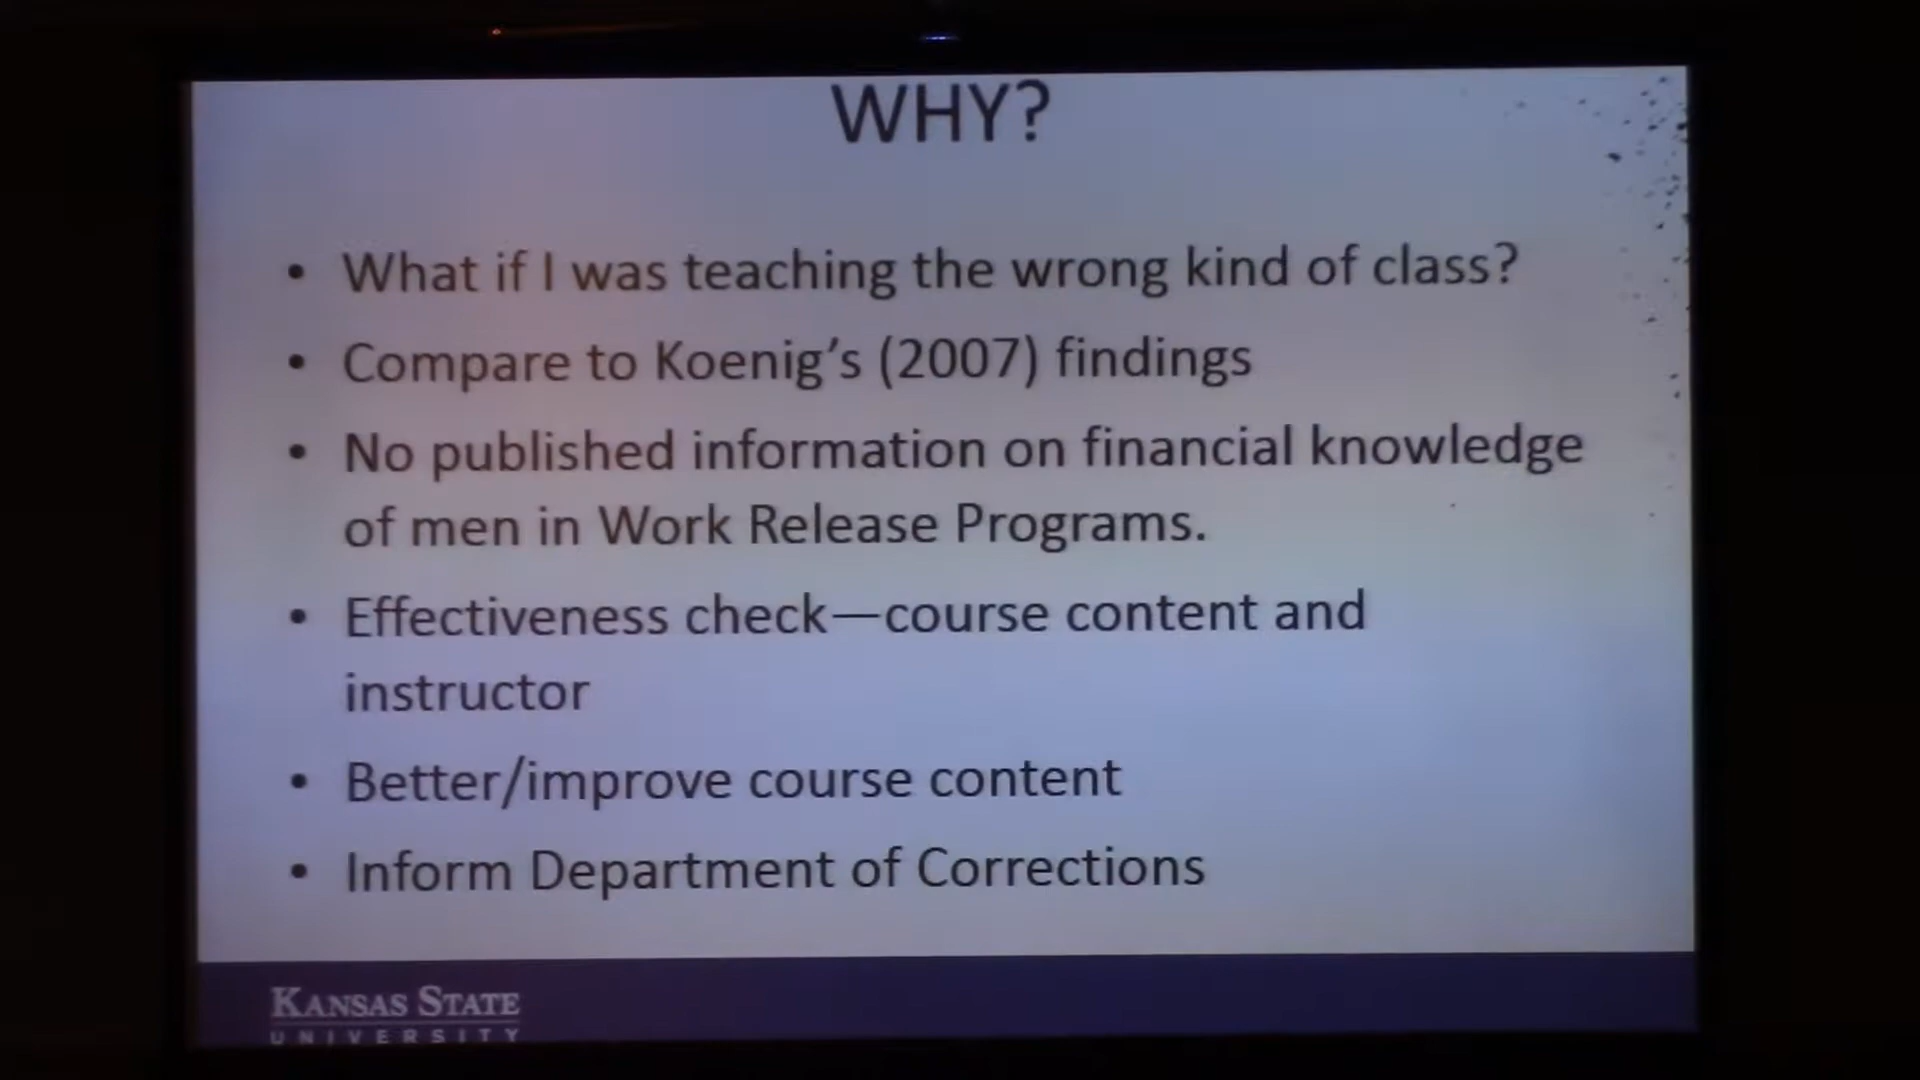 WHY?
• What if I was teaching the wrong kind of class?
• Compare to Koenig's (2007) findings
• No published information on financial knowledge
of men in Work Release Programs.
• Effectiveness check—course content and
instructor
• Better/improve course content
• Inform Department of Corrections
KANSAS STATE
UNIVERSITY